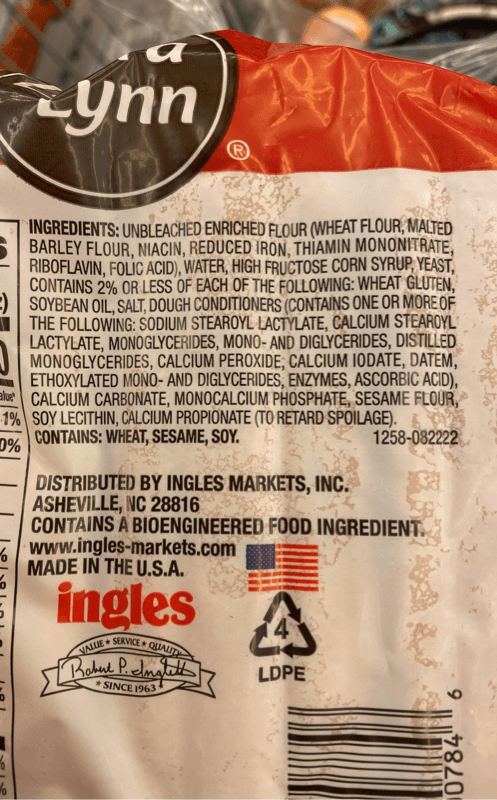 a
Lynn
®
INGREDIENTS: UNBLEACHED ENRICHED FLOUR (WHEAT FLOUR, MALTED
BARLEY FLOUR, NIACIN, REDUCED IRON, THIAMIN MONONITRATE,
RIBOFLAVIN, FOLIC ACID), WATER, HIGH FRUCTOSE CORN SYRUP, YEAST,
CONTAINS 2% OR LESS OF EACH OF THE FOLLOWING: WHEAT GLUTEN,
SOYBEAN OIL, SALT, DOUGH CONDITIONERS (CONTAINS ONE OR MORE OF
THE FOLLOWING: SODIUM STEAROYL LACTYLATE, CALCIUM STEAROYL
LACTYLATE, MONOGLYCERIDES, MONO- AND DIGLYCERIDES, DISTILLED
MONOGLYCERIDES, CALCIUM PEROXIDE, CALCIUM IODATE, DATEM,
ETHOXYLATED MONO- AND DIGLYCERIDES, ENZYMES, ASCORBIC ACID),
CALCIUM CARBONATE, MONOCALCIUM PHOSPHATE, SESAME FLOUR,
SOY LECITHIN, CALCIUM PROPIONATE (TO RETARD SPOILAGE).
CONTAINS: WHEAT, SESAME, SOY. 1258-082222
1%
0%
DISTRIBUTED BY INGLES MARKETS, INC.
ASHEVILLE, NC 28816
CONTAINS A BIOENGINEERED FOOD INGREDIENT.
www.ingles-markets.com
MADE IN THE U.S.A.
ingles
VALUE ★ SERVICE ★ QUALITY
Robert P. Ingle
★ SINCE 1963 ★
4
LDPE
10784 6